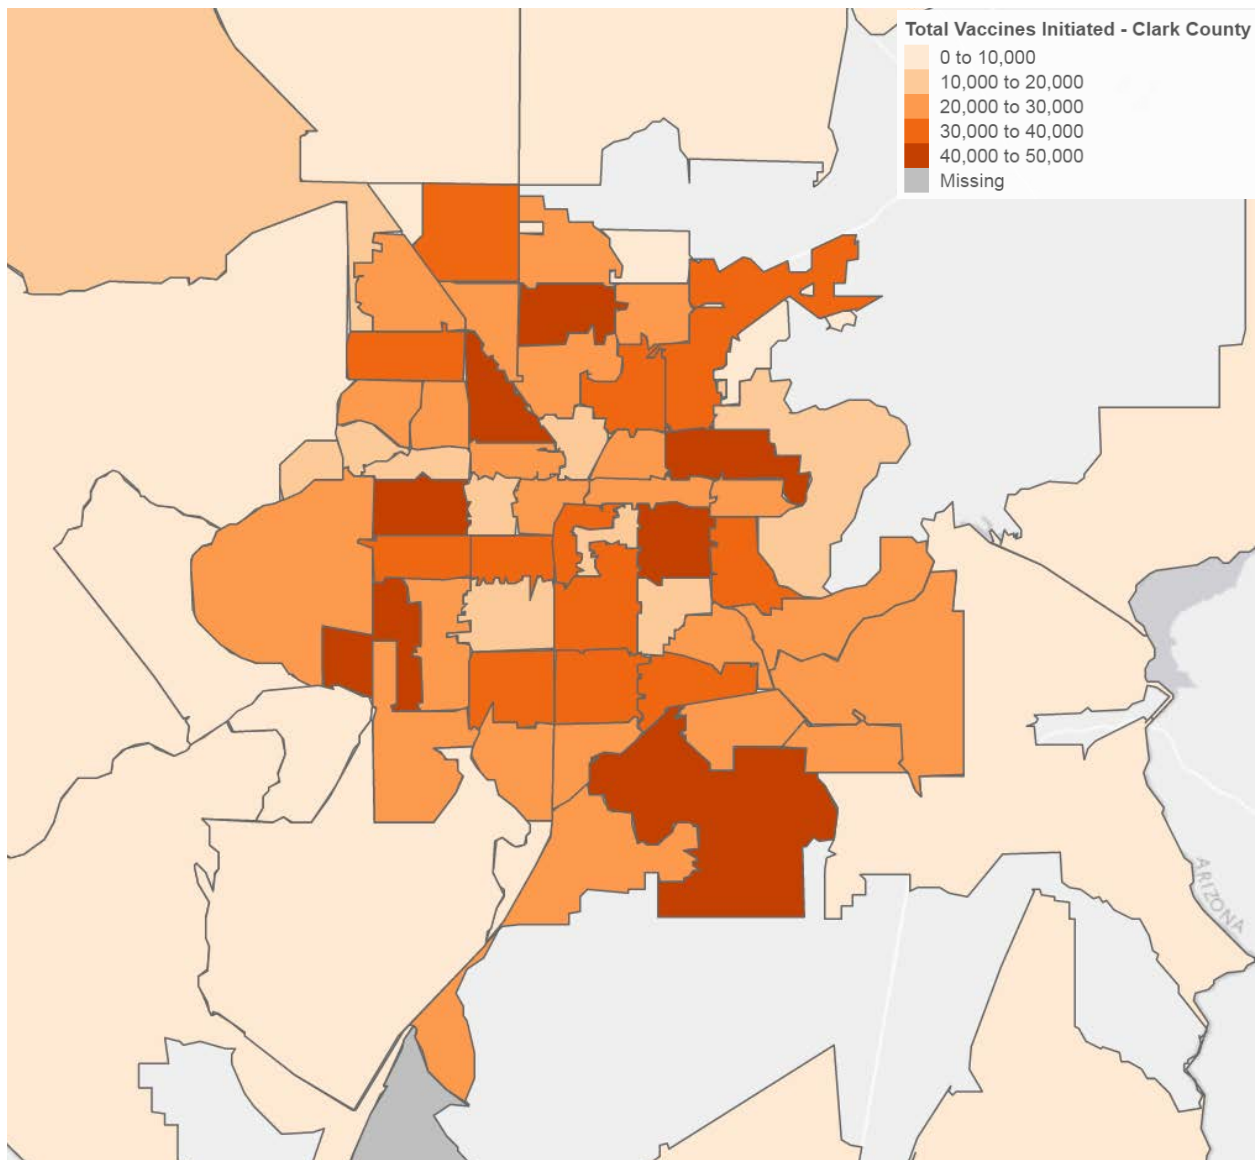 Total Vaccines Initiated - Clark County
0 to 10,000
10,000 to 20,000
20,000 to 30,000
30,000 to 40,000
40,000 to 50,000
Missing
ARIZONA